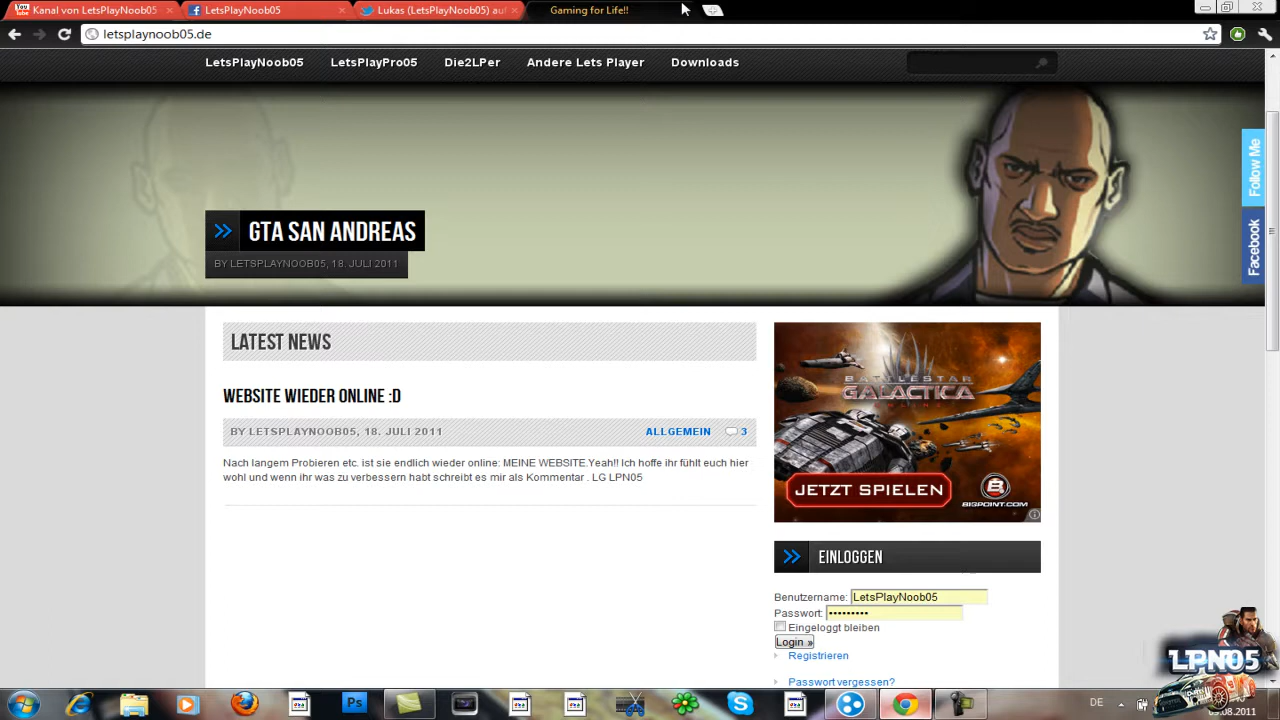 Kanal von LetsPlayNoob05
LetsPlayNoob05
Lukas (LetsPlayNoob05) auf
Gaming for Life!!
letsplaynoob05.de
LetsPlayNoob05 LetsPlayPro05 Die2LPer Andere Lets Player Downloads
Follow Me
Facebook
GTA SAN ANDREAS
BY LETSPLAYNOOB05, 18. JULI 2011
LATEST NEWS
WEBSITE WIEDER ONLINE :D
BY LETSPLAYNOOB05, 18. JULI 2011 ALLGEMEIN 3
Nach langem Probieren etc. ist sie endlich wieder online: MEINE WEBSITE.Yeah!! Ich hoffe ihr fühlt euch hier
wohl und wenn ihr was zu verbessern habt schreibt es mir als Kommentar . LG LPN05
BATTLESTAR
GALACTICA
ONLINE
JETZT SPIELEN
BIGPOINT.COM
EINLOGGEN
Benutzername: LetsPlayNoob05
Passwort: •••••••••
Eingeloggt bleiben
Login »
Registrieren
Passwort vergessen?
LPN05
Ps
DE